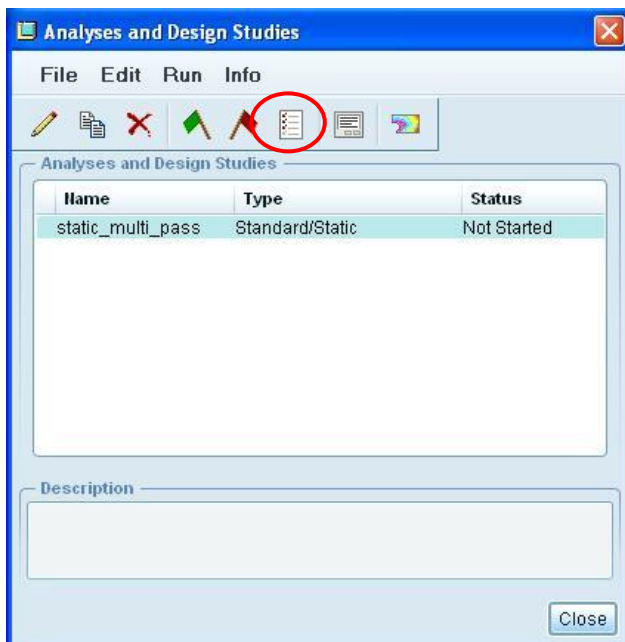 Analyses and Design Studies
File Edit Run Info
Analyses and Design Studies
Name Type Status
static_multi_pass Standard/Static Not Started
Description
Close